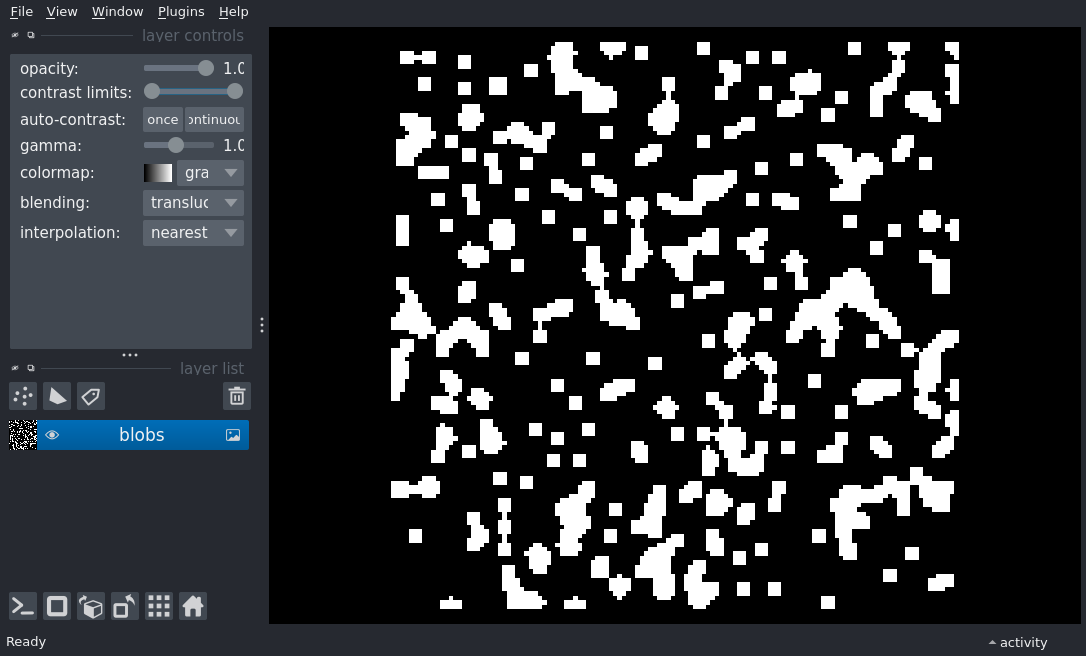 File View Window Plugins Help
layer controls
opacity: 1.0
contrast limits:
auto-contrast: once ontinuou
gamma: 1.0
colormap: gra
blending: transluc
interpolation: nearest
layer list
blobs
Ready
activity